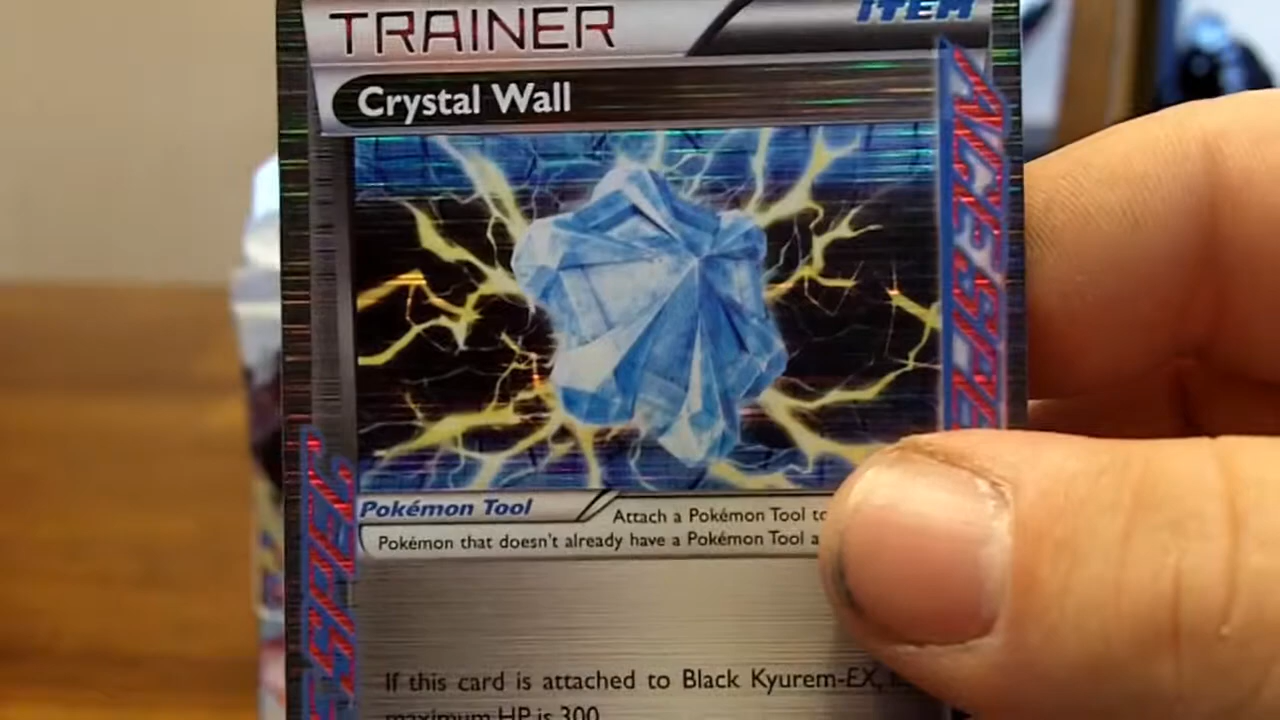 TRAINER
ITEM
Crystal Wall
ACE SPEC
Pokémon Tool
Attach a Pokémon Tool to
Pokémon that doesn't already have a Pokémon Tool
SPEC
If this card is attached to Black Kyurem-EX,
maximum HP is 300